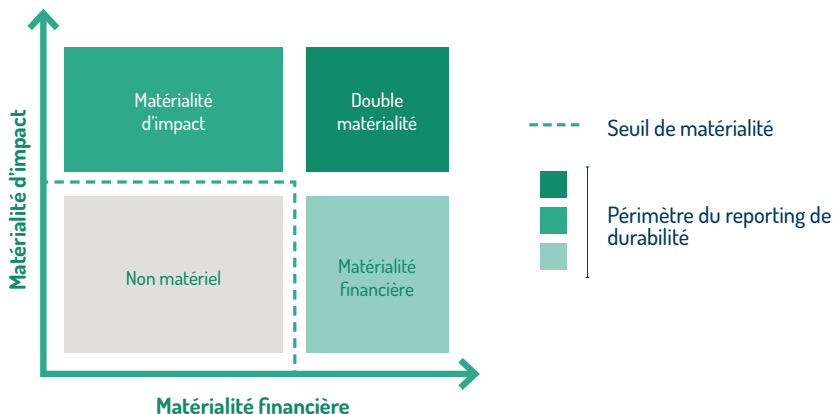 Matérialité d'impact
Matérialité
d'impact
Double
matérialité
Non matériel
Matérialité
financière
Matérialité financière
Seuil de matérialité
Périmètre du reporting de
durabilité